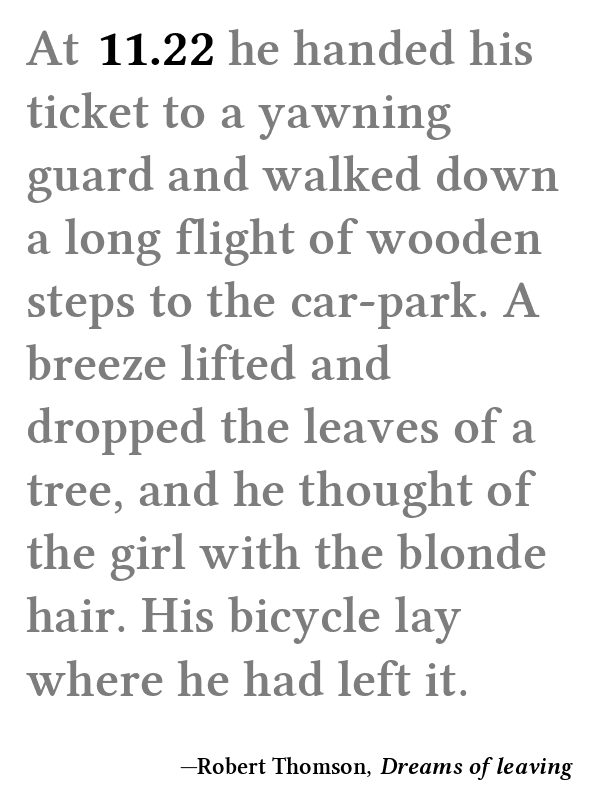 At 11.22 he handed his
ticket to a yawning
guard and walked down
a long flight of wooden
steps to the car-park. A
breeze lifted and
dropped the leaves of a
tree, and he thought of
the girl with the blonde
hair. His bicycle lay
where he had left it.
—Robert Thomson, Dreams of leaving